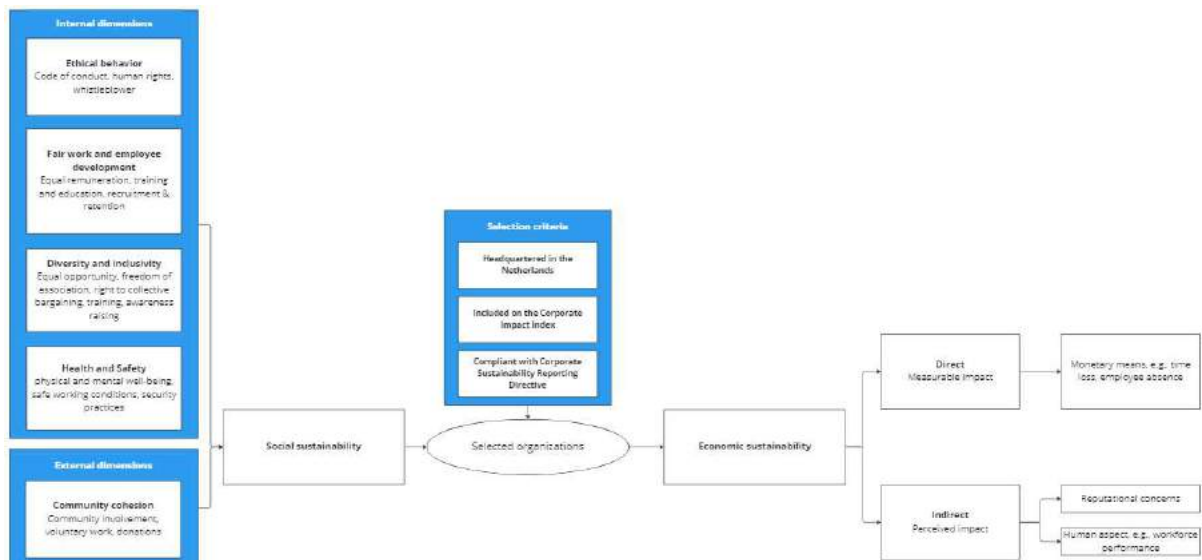 Internal dimensions
Ethical behavior
Code of conduct, human rights,
whistleblower
Fair work and employee
development
Equal remuneration, training
and education, recruitment &
retention
Diversity and inclusivity
Equal opportunity, freedom of
association, right to collective
bargaining, training, awareness
raising
Health and Safety
physical and mental well-being,
safe working conditions, security
practices
External dimensions
Community cohesion
Community involvement,
voluntary work, donations
Social sustainability
Selection criteria
Headquartered in the
Netherlands
Included on the Corporate
Impact Index
Compliant with Corporate
Sustainability Reporting
Directive
Selected organizations
Economic sustainability
Direct
Measurable impact
Monetary means, e.g., time
loss, employee absence
Indirect
Perceived impact
Reputational concerns
Human aspect, e.g., workforce
performance